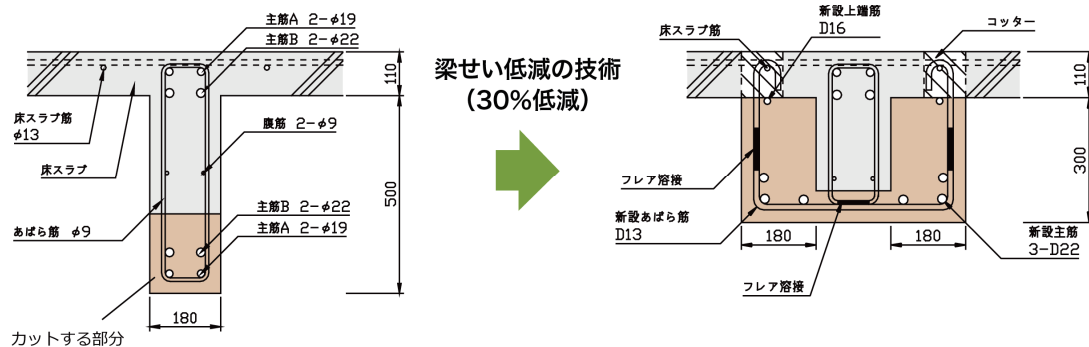 主筋A 2-φ19
主筋B 2-φ22
110
床スラブ筋
φ13
腹筋 2-φ9
床スラブ
500
主筋B 2-φ22
あばら筋 φ9
主筋A 2-φ19
180
カットする部分
梁せい低減の技術
（30%低減）
新設上端筋
D16
コッター
床スラブ筋
110
フレア溶接
300
新設あばら筋
D13
180
180
新設主筋
3-D22
フレア溶接